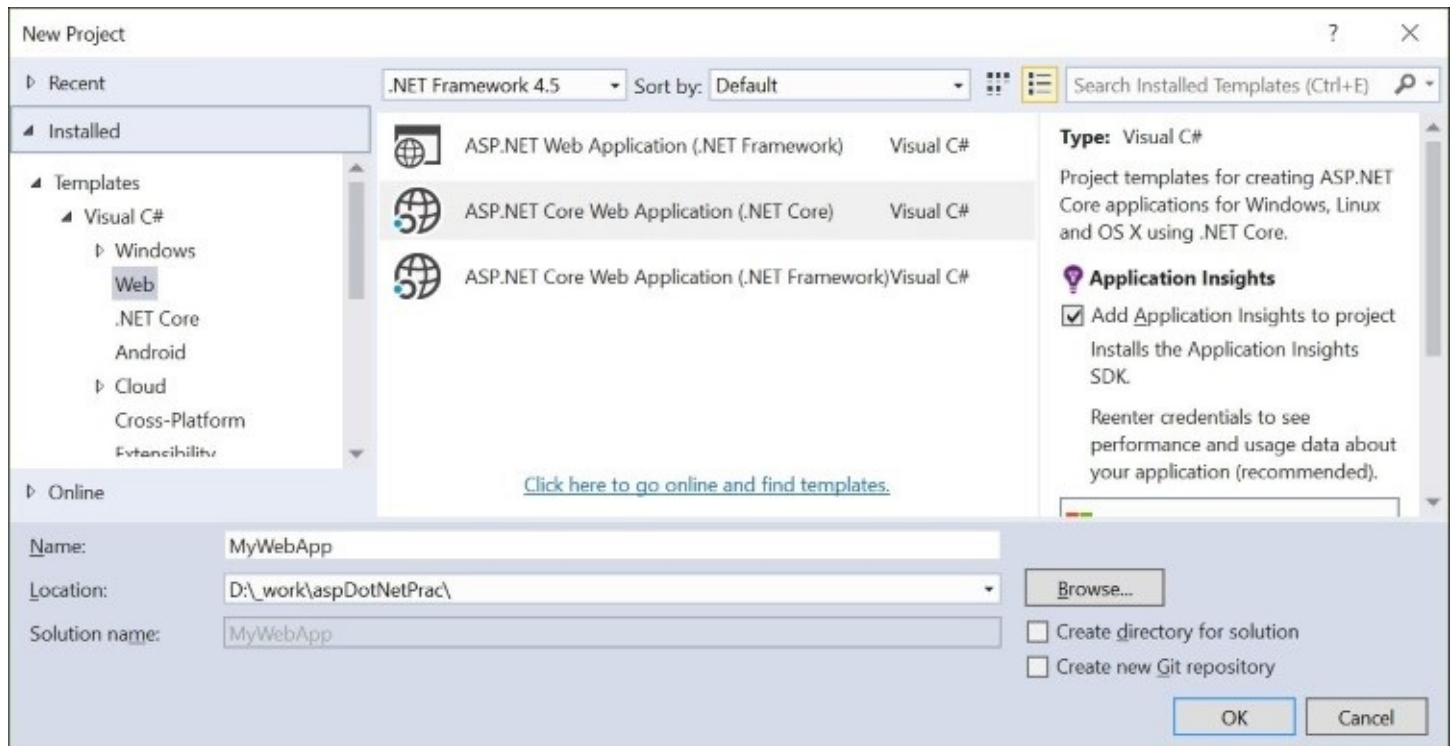 New Project
?
Recent
.NET Framework 4.5
Sort by: Default
Search Installed Templates (Ctrl+E)
Installed
Templates
Visual C#
Windows
Web
.NET Core
Android
Cloud
Cross-Platform
Extensibility
Online
ASP.NET Web Application (.NET Framework) Visual C#
ASP.NET Core Web Application (.NET Core) Visual C#
ASP.NET Core Web Application (.NET Framework) Visual C#
Click here to go online and find templates.
Type: Visual C#
Project templates for creating ASP.NET
Core applications for Windows, Linux
and OS X using .NET Core.
Application Insights
Add Application Insights to project
Installs the Application Insights
SDK.
Reenter credentials to see
performance and usage data about
your application (recommended).
Name: MyWebApp
Location: D:\_work\aspDotNetPrac\
Browse...
Solution name: MyWebApp
Create directory for solution
Create new Git repository
OK
Cancel